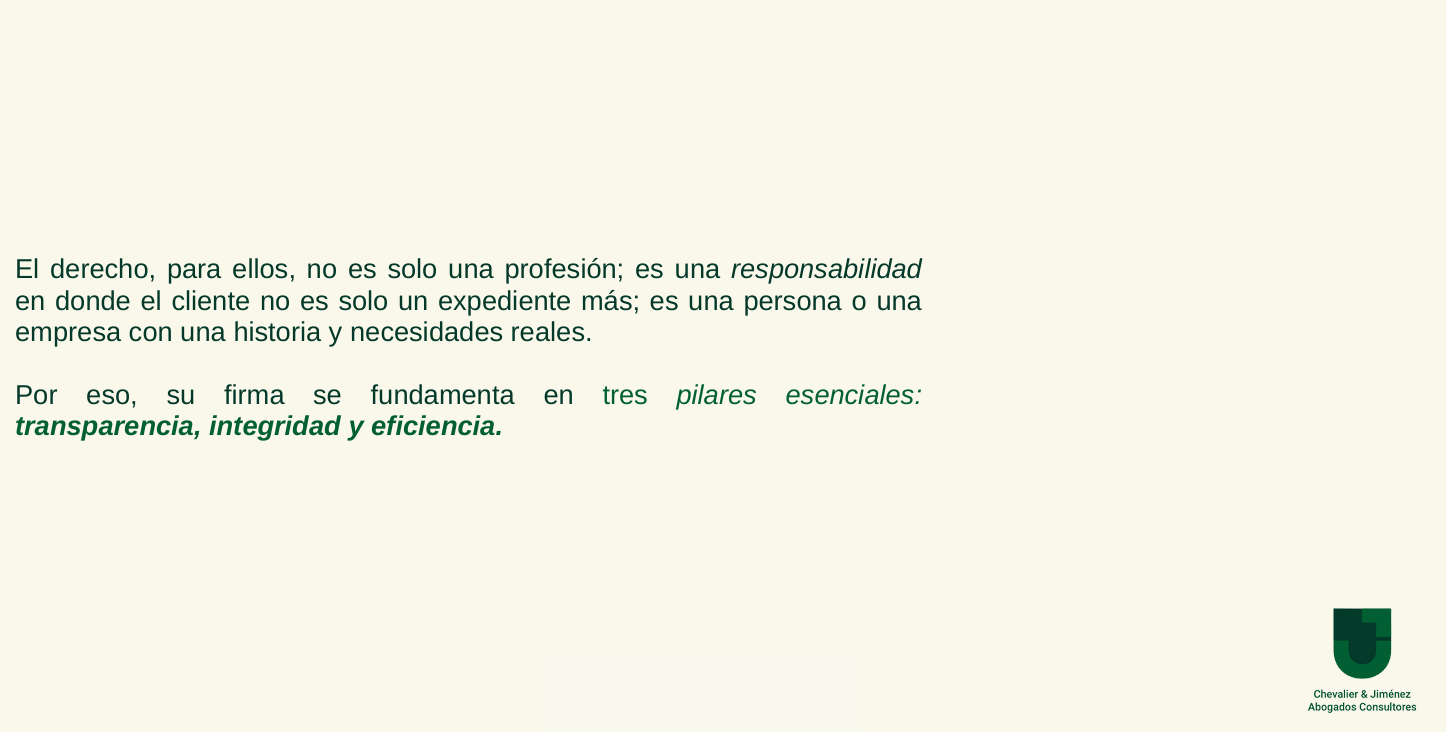 El derecho, para ellos, no es solo una profesión; es una responsabilidad
en donde el cliente no es solo un expediente más; es una persona o una
empresa con una historia y necesidades reales.
Por eso, su firma se fundamenta en tres pilares esenciales:
transparencia, integridad y eficiencia.
Chevalier & Jiménez
Abogados Consultores